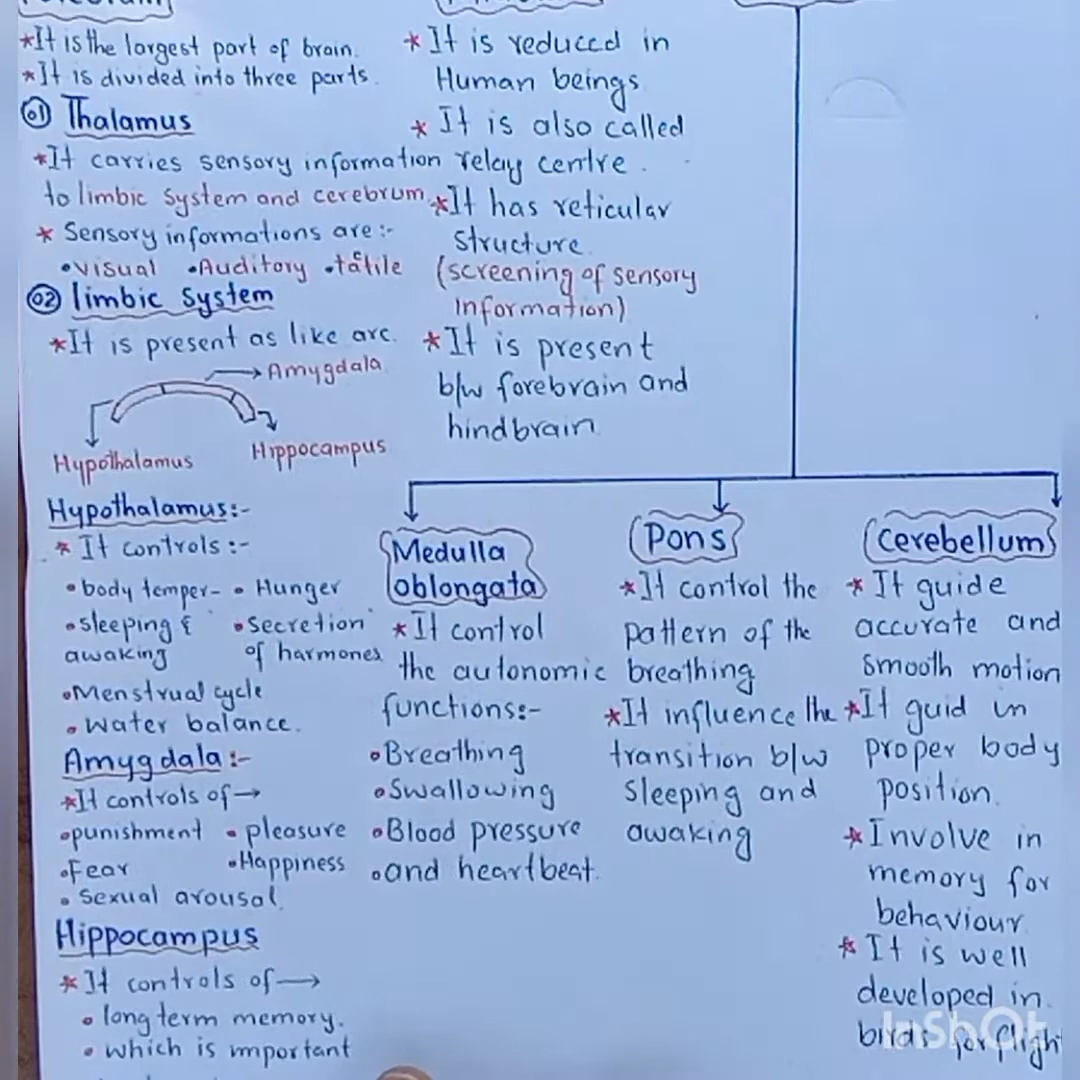 *It is the largest part of brain.
*It is divided into three parts.
01 Thalamus
*It carries sensory information
to limbic System and cerebrum
* Sensory informations are:-
•visual •Auditory •tactile
02 limbic System
*It is present as like arc.
→Amygdala
Hypothalamus
Hippocampus
Hypothalamus:-
* It controls:-
•body temper- • Hunger
•sleeping & •Secretion
awaking of harmones
•Menstrual cycle
• Water balance.
Amygdala:-
*It controls of→
•punishment • pleasure
•Fear •Happiness
• Sexual arousal.
Hippocampus
*It controls of→
• long term memory.
• which is important
* It is reduced in
Human beings
* It is also called
relay centre.
*It has reticular
structure.
(screening of sensory
Information)
*It is present
b/w forebrain and
hindbrain
Medulla
oblongata
*It control
the autonomic
functions:-
•Breathing
•Swallowing
•Blood pressure
•and heartbeat.
Pons
*It control the
pattern of the
breathing
*It influence the
transition b/w
sleeping and
awaking
Cerebellum
* It guide
accurate and
smooth motion
*It guid in
proper body
position.
*Involve in
memory for
behaviour
* It is well
developed in
birds for flight
InShOt